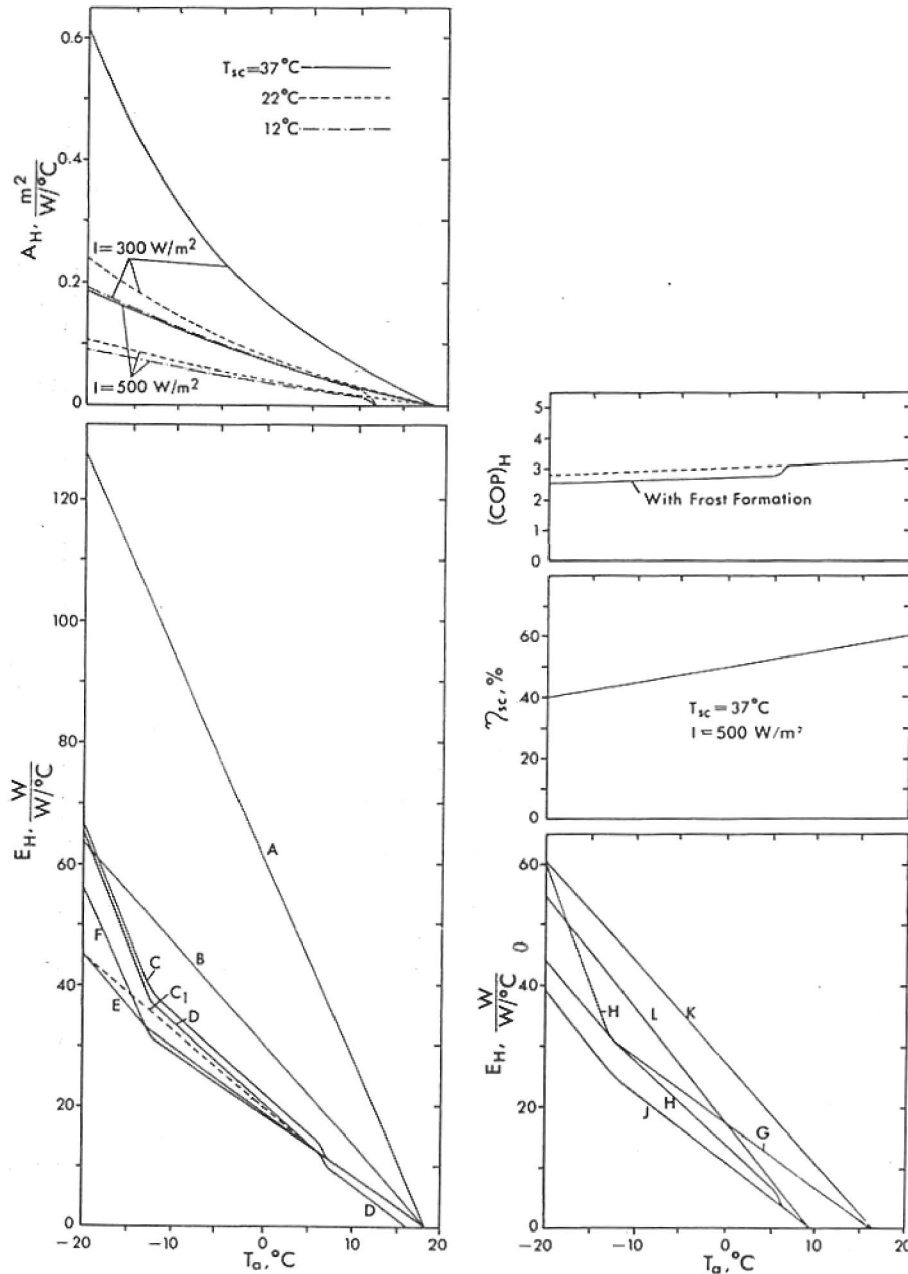 0.6
0.4
0.2
0
A_H, m²/W/°C
T_sc=37°C
22°C
12°C
I=300 W/m²
I=500 W/m²
120
100
80
60
40
20
0
E_H, W/W/°C
A
B
C
C₁
D
F
E
D
-20
-10
0
10
20
T_a,°C
5
4
3
2
1
0
(COP)_H
With Frost Formation
60
40
20
0
η_sc, %
T_sc=37°C
I=500 W/m²
80
60
40
20
0
E_H, W/W/°C
H
L
K
H
J
G
-20
-10
0
10
20
T_a,°C